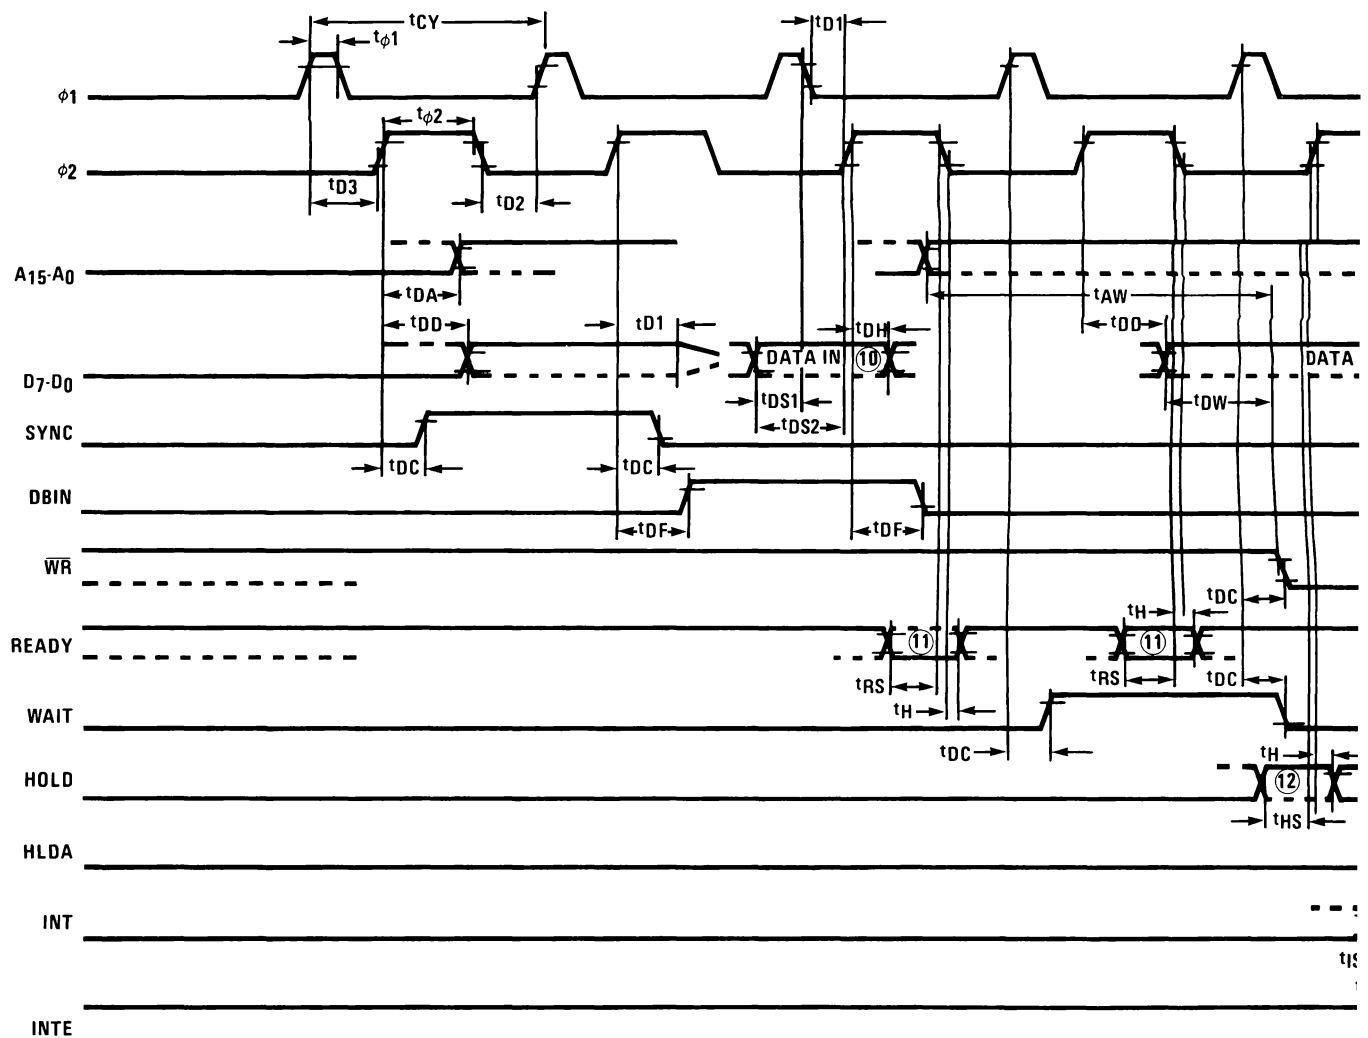 tCY
tD1
tφ1
φ1
tφ2
φ2
tD3
tD2
A15-A0
tDA
tAW
tDD
tD1
tDH
tDD
D7-D0
DATA IN
10
DATA
tDS1
tDW
tDS2
SYNC
tDC
tDC
DBIN
tDF
tDF
WR
tDC
tH
READY
11
11
tRS
tRS
tDC
WAIT
tH
tDC
tH
HOLD
12
tHS
HLDA
INT
INTE